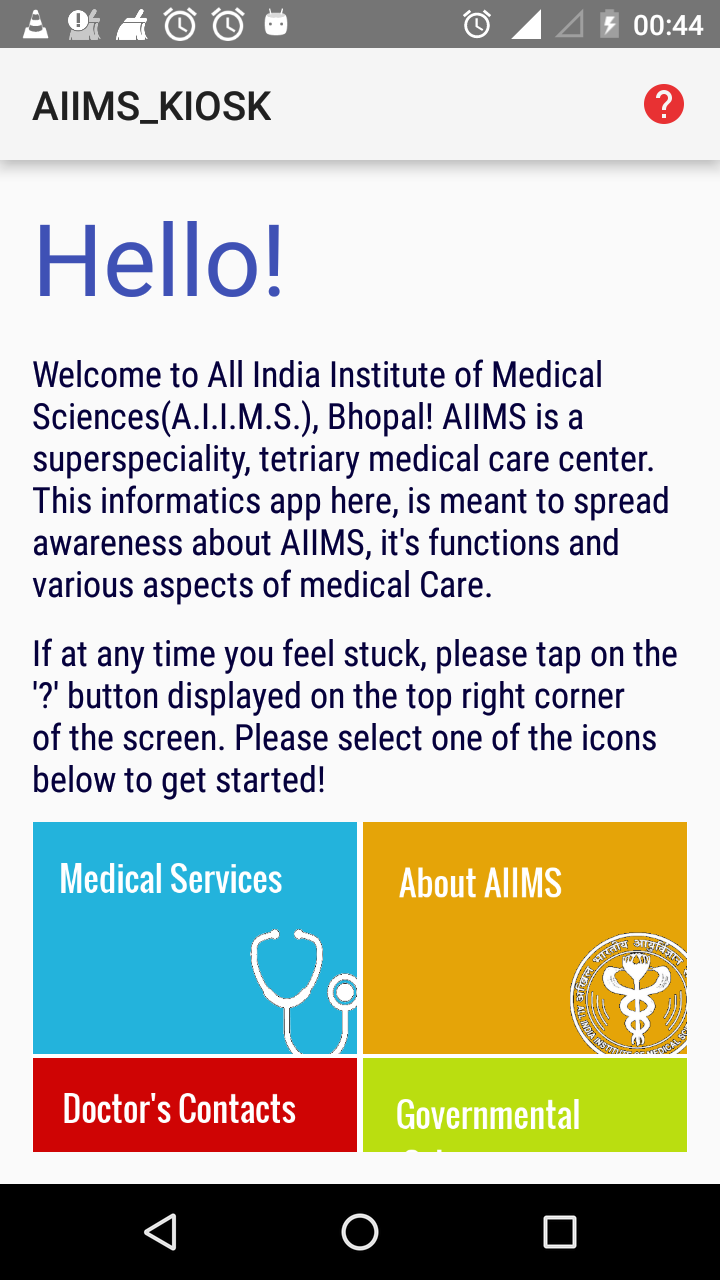 00:44
AIIMS_KIOSK
?
Hello!
Welcome to All India Institute of Medical
Sciences(A.I.I.M.S.), Bhopal! AIIMS is a
superspeciality, tetriary medical care center.
This informatics app here, is meant to spread
awareness about AIIMS, it's functions and
various aspects of medical Care.
If at any time you feel stuck, please tap on the
'?' button displayed on the top right corner
of the screen. Please select one of the icons
below to get started!
Medical Services
About AIIMS
Doctor's Contacts
Governmental